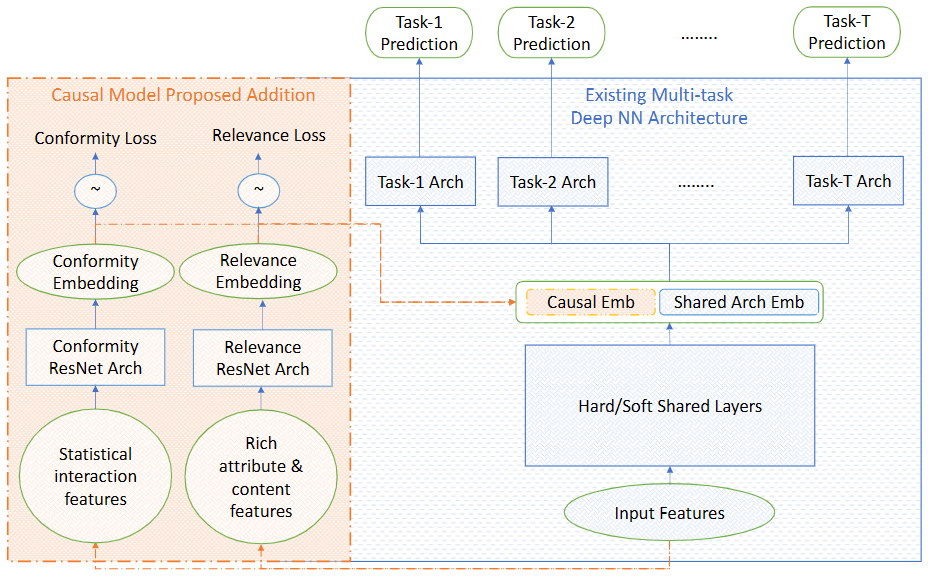 Task-1
Prediction
Task-2
Prediction
........
Task-T
Prediction
Causal Model Proposed Addition
Existing Multi-task
Deep NN Architecture
Conformity Loss
Relevance Loss
~
~
Task-1 Arch
Task-2 Arch
........
Task-T Arch
Conformity
Embedding
Relevance
Embedding
Causal Emb
Shared Arch Emb
Conformity
ResNet Arch
Relevance
ResNet Arch
Hard/Soft Shared Layers
Statistical
interaction
features
Rich
attribute &
content
features
Input Features